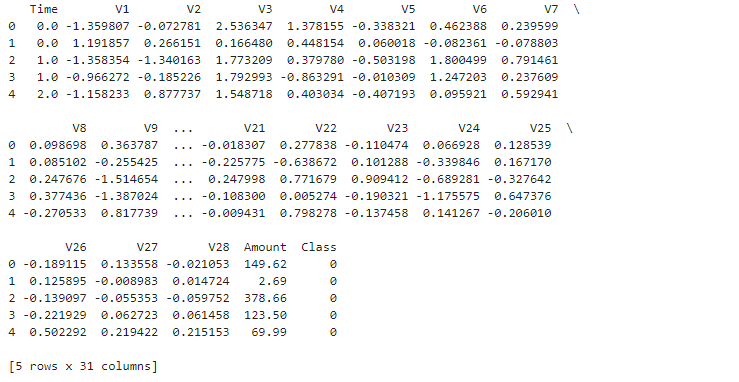 Time        V1        V2        V3        V4        V5        V6        V7  \
0   0.0 -1.359807 -0.072781  2.536347  1.378155 -0.338321  0.462388  0.239599
1   0.0  1.191857  0.266151  0.166480  0.448154  0.060018 -0.082361 -0.078803
2   1.0 -1.358354 -1.340163  1.773209  0.379780 -0.503198  1.800499  0.791461
3   1.0 -0.966272 -0.185226  1.792993 -0.863291 -0.010309  1.247203  0.237609
4   2.0 -1.158233  0.877737  1.548718  0.403034 -0.407193  0.095921  0.592941

         V8        V9  ...       V21       V22       V23       V24       V25  \
0  0.098698  0.363787  ... -0.018307  0.277838 -0.110474  0.066928  0.128539
1  0.085102 -0.255425  ... -0.225775 -0.638672  0.101288 -0.339846  0.167170
2  0.247676 -1.514654  ...  0.247998  0.771679  0.909412 -0.689281 -0.327642
3  0.377436 -1.387024  ... -0.108300  0.005274 -0.190321 -1.175575  0.647376
4 -0.270533  0.817739  ... -0.009431  0.798278 -0.137458  0.141267 -0.206010

        V26       V27       V28  Amount  Class
0 -0.189115  0.133558 -0.021053  149.62      0
1  0.125895 -0.008983  0.014724    2.69      0
2 -0.139097 -0.055353 -0.059752  378.66      0
3 -0.221929  0.062723  0.061458  123.50      0
4  0.502292  0.219422  0.215153   69.99      0

[5 rows x 31 columns]